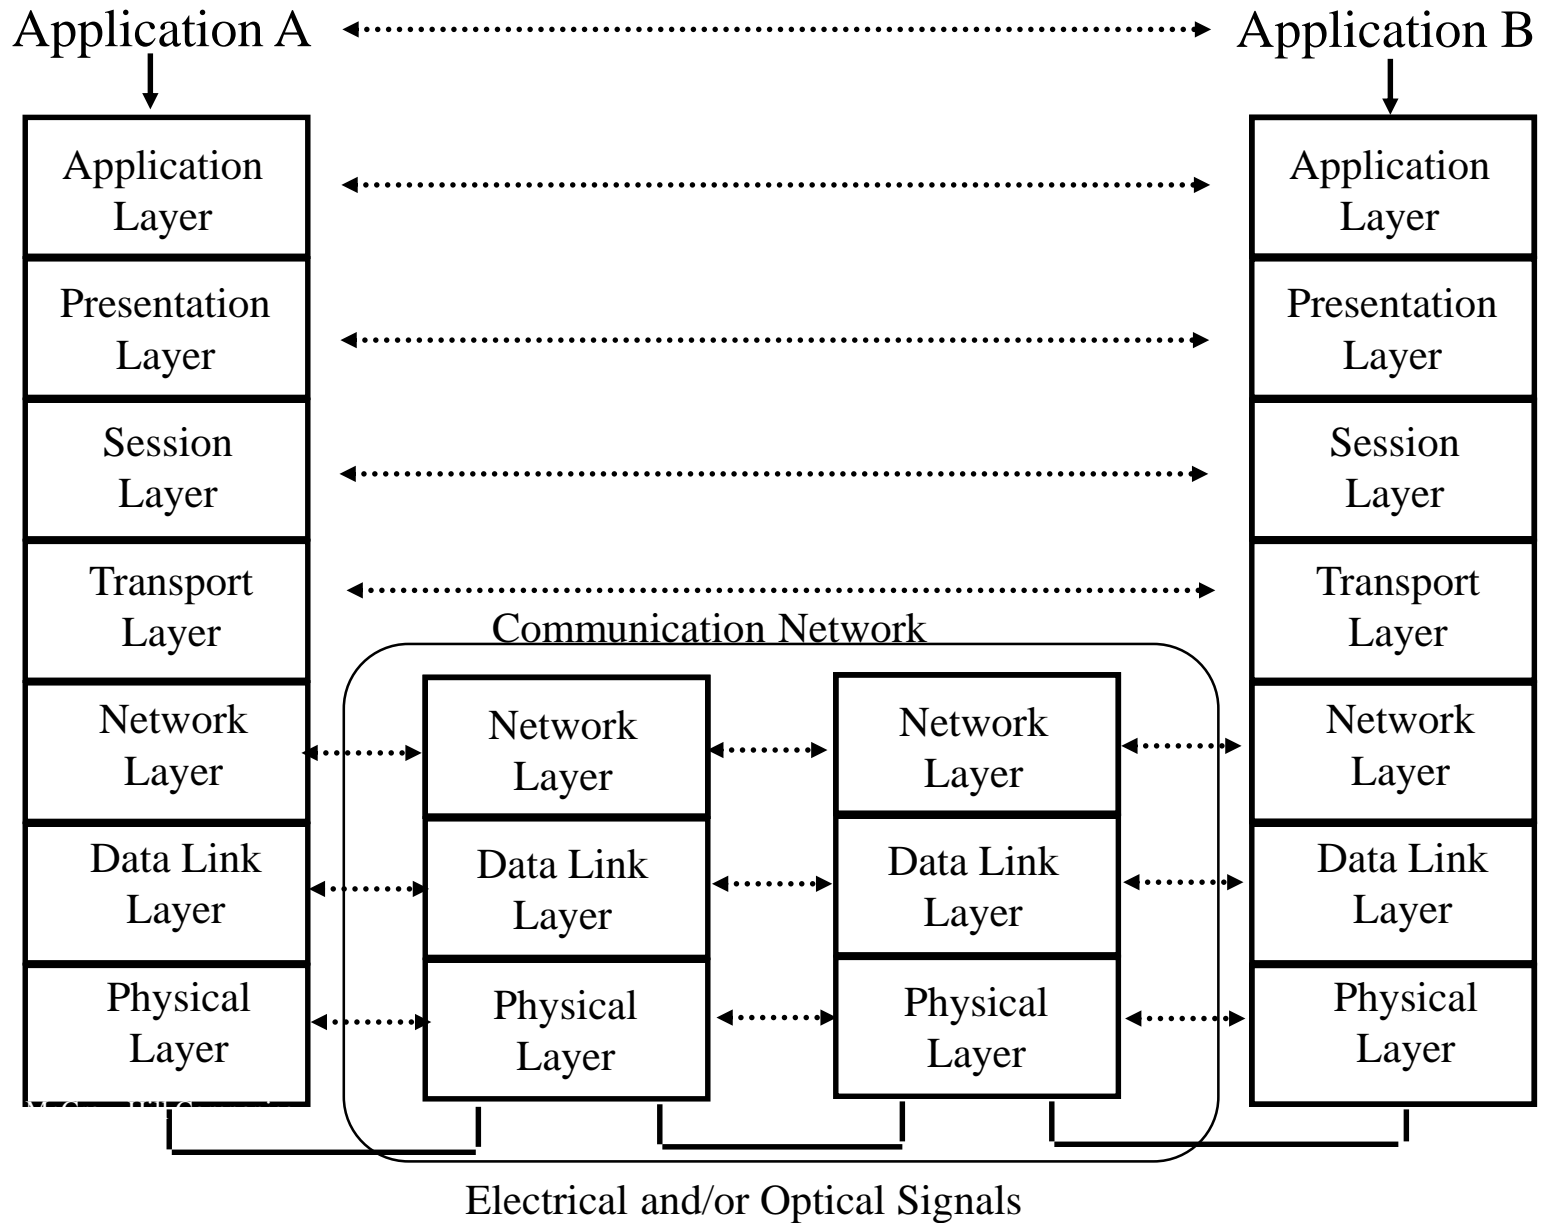 Application A
Application B
Application
Layer
Presentation
Layer
Session
Layer
Transport
Layer
Network
Layer
Data Link
Layer
Physical
Layer
Communication Network
Network
Layer
Data Link
Layer
Physical
Layer
Network
Layer
Data Link
Layer
Physical
Layer
Application
Layer
Presentation
Layer
Session
Layer
Transport
Layer
Network
Layer
Data Link
Layer
Physical
Layer
Electrical and/or Optical Signals